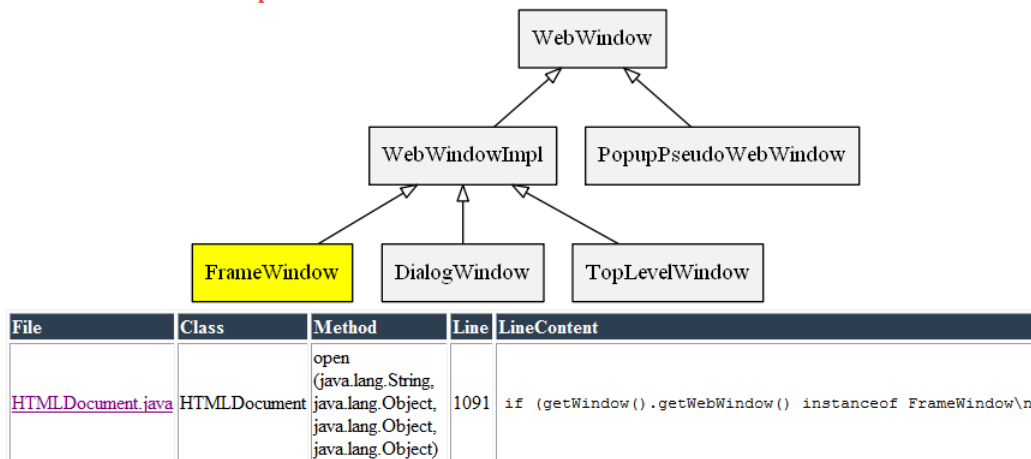 WebWindow
WebWindowImpl PopupPseudoWebWindow
FrameWindow DialogWindow TopLevelWindow
File Class Method Line LineContent
open
(java.lang.String,
HTMLDocument.java HTMLDocument java.lang.Object, 1091 if (getWindow().getWebWindow() instanceof FrameWindow\n
java.lang.Object,
java.lang.Object)